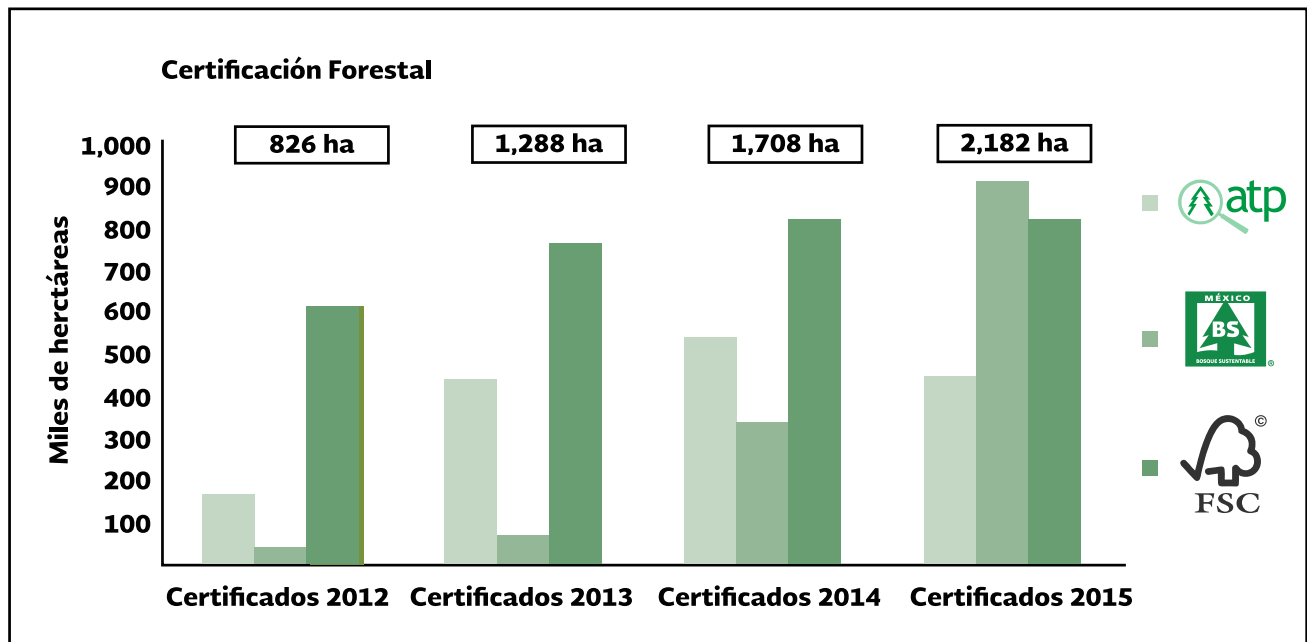 Certificación Forestal
826 ha
1,288 ha
1,708 ha
2,182 ha
Miles de herctáreas
1,000
900
800
700
600
500
400
300
200
100
Certificados 2012
Certificados 2013
Certificados 2014
Certificados 2015
atp
MÉXICO
BS
BOSQUE SUSTENTABLE
®
©
FSC